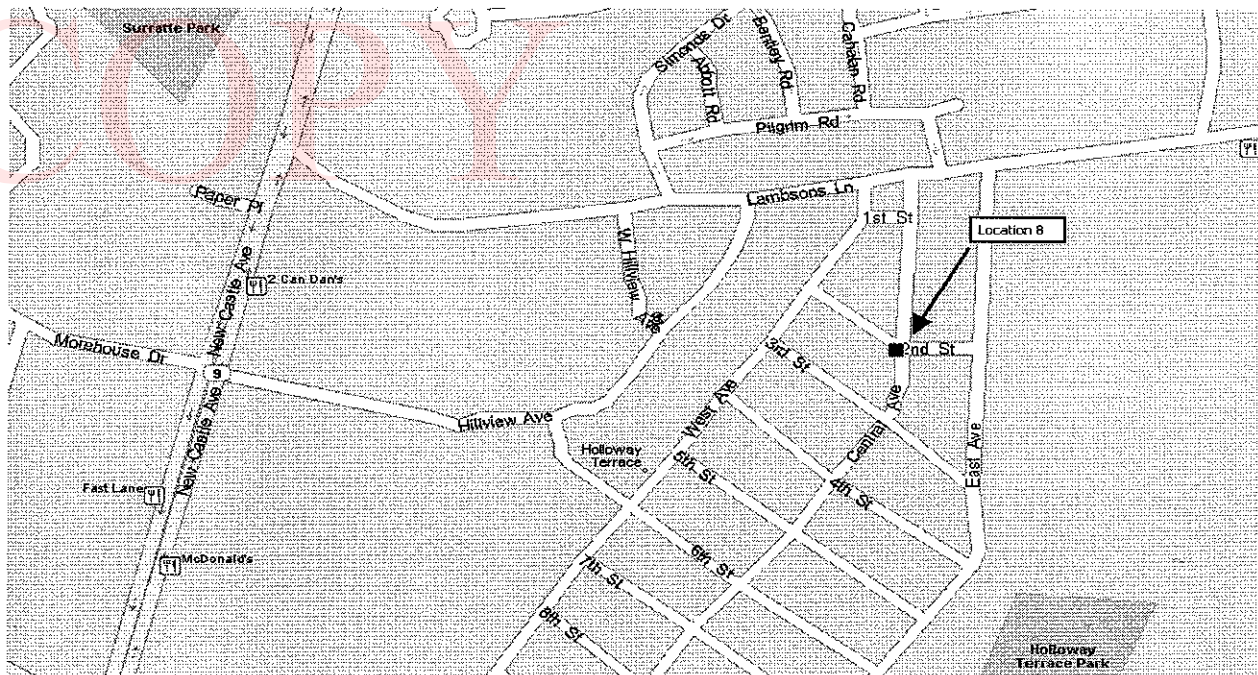 COPY
Surratte Park
Simonds Dr
Abbott Rd
Bentley Rd
Cahalan Rd
Pilgrim Rd
Paper Pl
Lambsons Ln
1st St
Location 8
W. Hillview Ave
2 Can Dan's
New Castle Ave
Morehouse Dr
9
2nd St
3rd St
New Castle Ave
Hillview Ave
West Ave
Central Ave
East Ave
Holloway
Terrace
5th St
4th St
Fast Lane
McDonald's
6th St
7th St
8th St
Holloway
Terrace Park